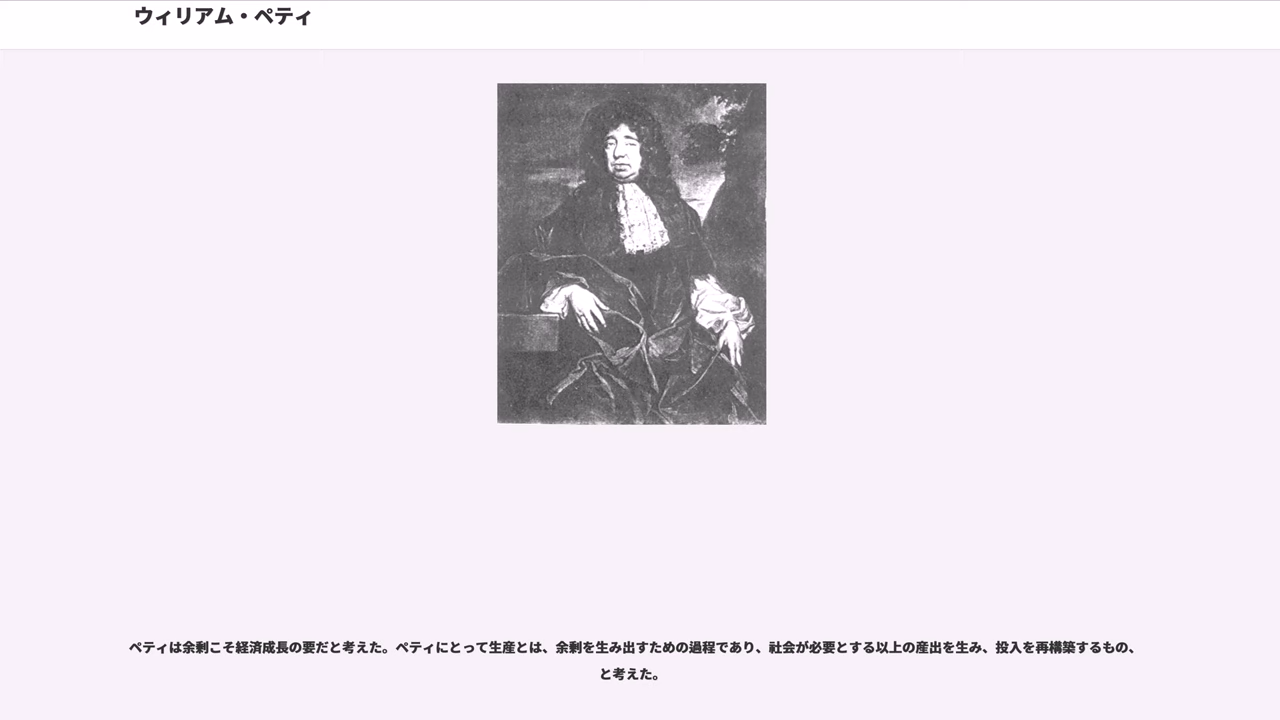 ウィリアム・ペティ
ペティは余剰こそ経済成長の要だと考えた。ペティにとって生産とは、余剰を生み出すための過程であり、社会が必要とする以上の産出を生み、投入を再構築するもの、
と考えた。